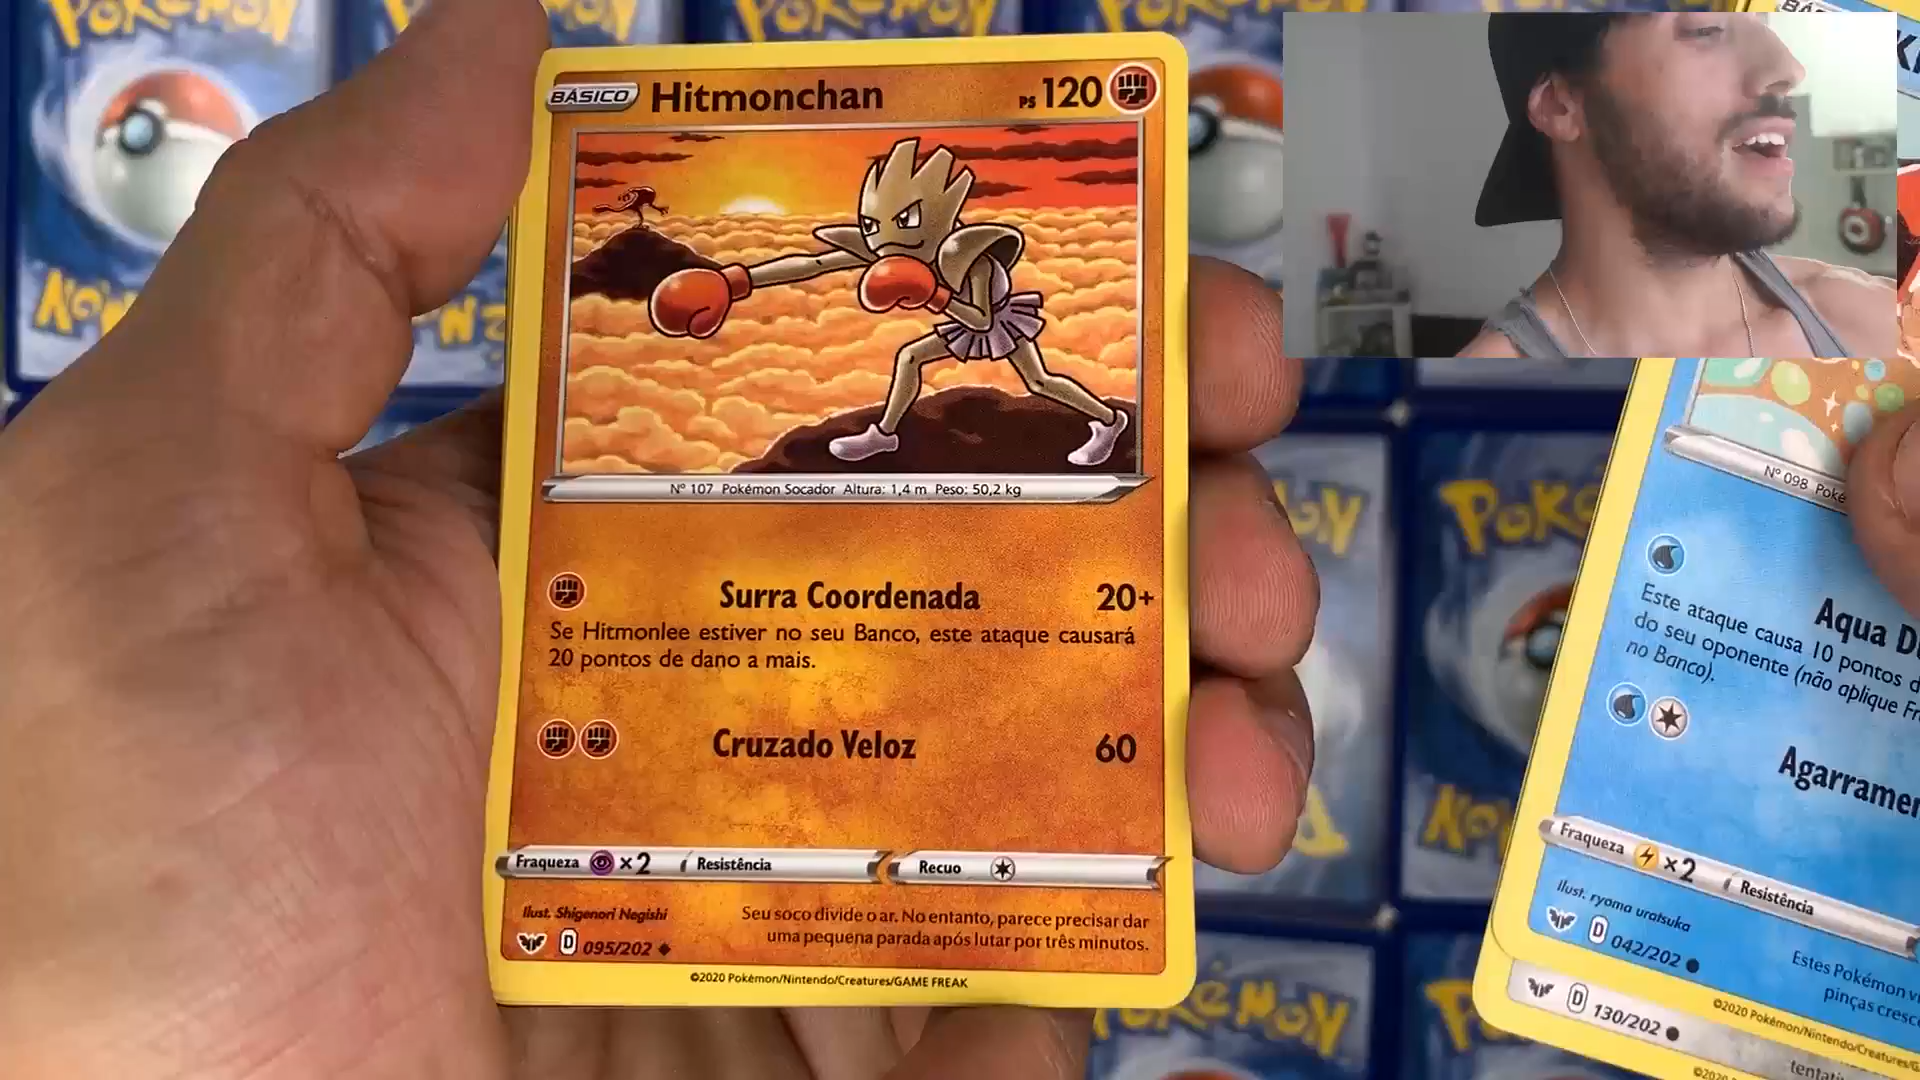 BÁSICO Hitmonchan PS 120
Nº 107 Pokémon Socador Altura: 1,4 m Peso: 50,2 kg
Surra Coordenada 20+
Se Hitmonlee estiver no seu Banco, este ataque causará
20 pontos de dano a mais.
Cruzado Veloz 60
Fraqueza ×2 Resistência Recuo
Ilust. Shigenori Negishi
Seu soco divide o ar. No entanto, parece precisar dar
uma pequena parada após lutar por três minutos.
D 095/202
©2020 Pokémon/Nintendo/Creatures/GAME FREAK
Nº 098
Aqua
Este ataque causa 10 pontos
do seu oponente (não aplique
no Banco).
Fraqueza ×2 Resistência
Ilust. ryoma uratsuka
D 042/202
Estes Pokémon
pinças
©2020 Pokémon/Nintendo/Creatures
D 130/202
©2020
POKÉMON
POKÉMON